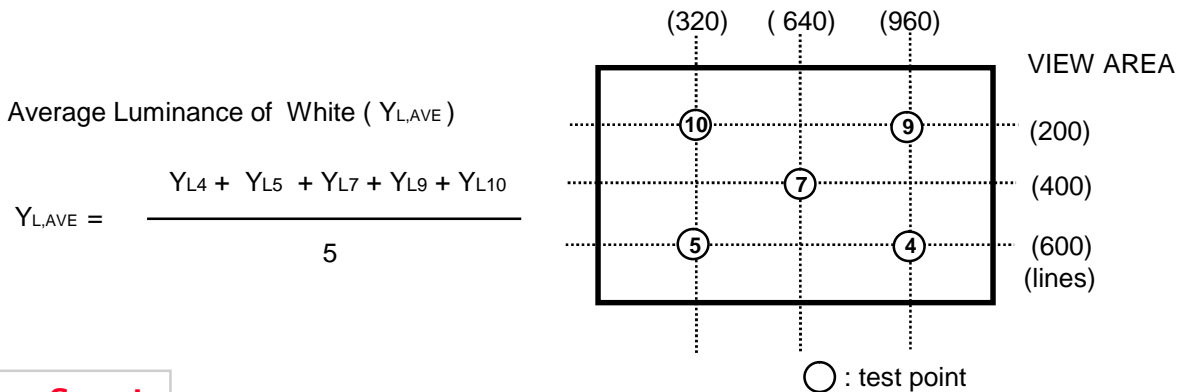 (320) ( 640) (960)
VIEW AREA
Average Luminance of White ( YL,AVE )
YL,AVE =
YL4 + YL5 + YL7 + YL9 + YL10
5
10
9
(200)
7
(400)
5
4
(600)
(lines)
: test point